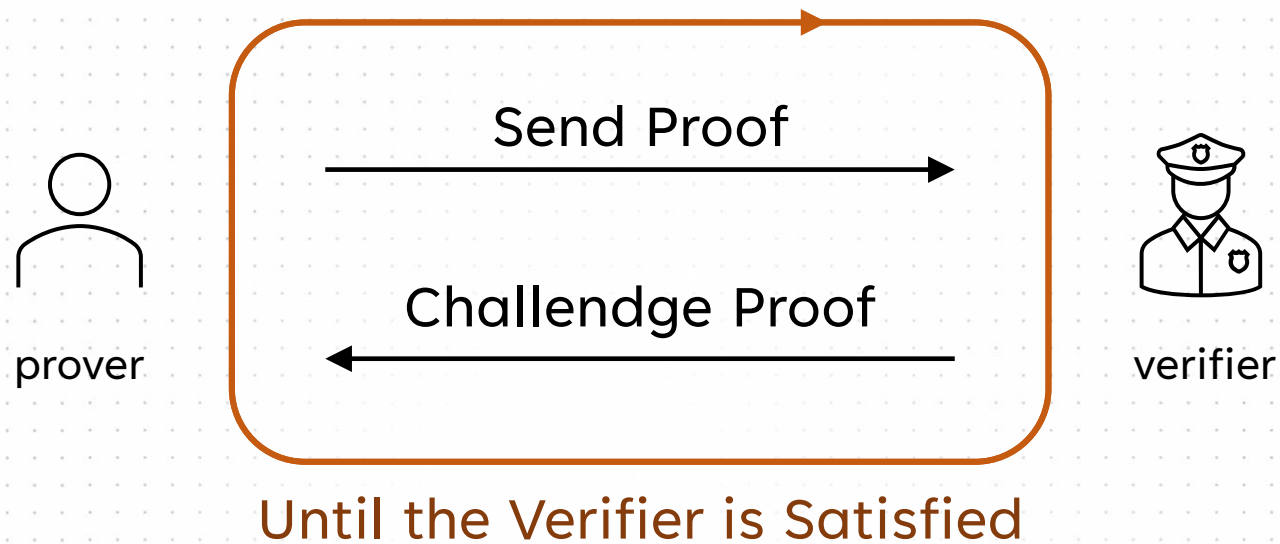 Send Proof
Challendge Proof
prover
verifier
Until the Verifier is Satisfied